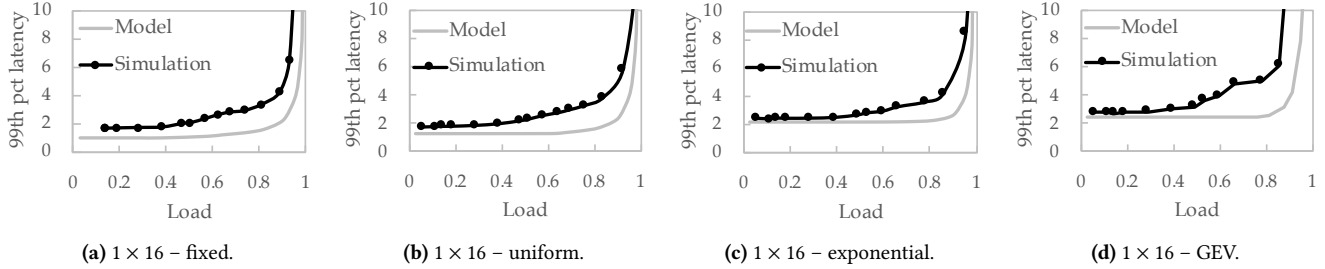 99th pct latency
10
8
6
4
2
0
Model
Simulation
0 0.2 0.4 0.6 0.8 1
Load
(a) 1 × 16 – fixed.
99th pct latency
10
8
6
4
2
0
Model
Simulation
0 0.2 0.4 0.6 0.8 1
Load
(b) 1 × 16 – uniform.
99th pct latency
10
8
6
4
2
0
Model
Simulation
0 0.2 0.4 0.6 0.8 1
Load
(c) 1 × 16 – exponential.
99th pct latency
10
8
6
4
2
0
Model
Simulation
0 0.2 0.4 0.6 0.8 1
Load
(d) 1 × 16 – GEV.